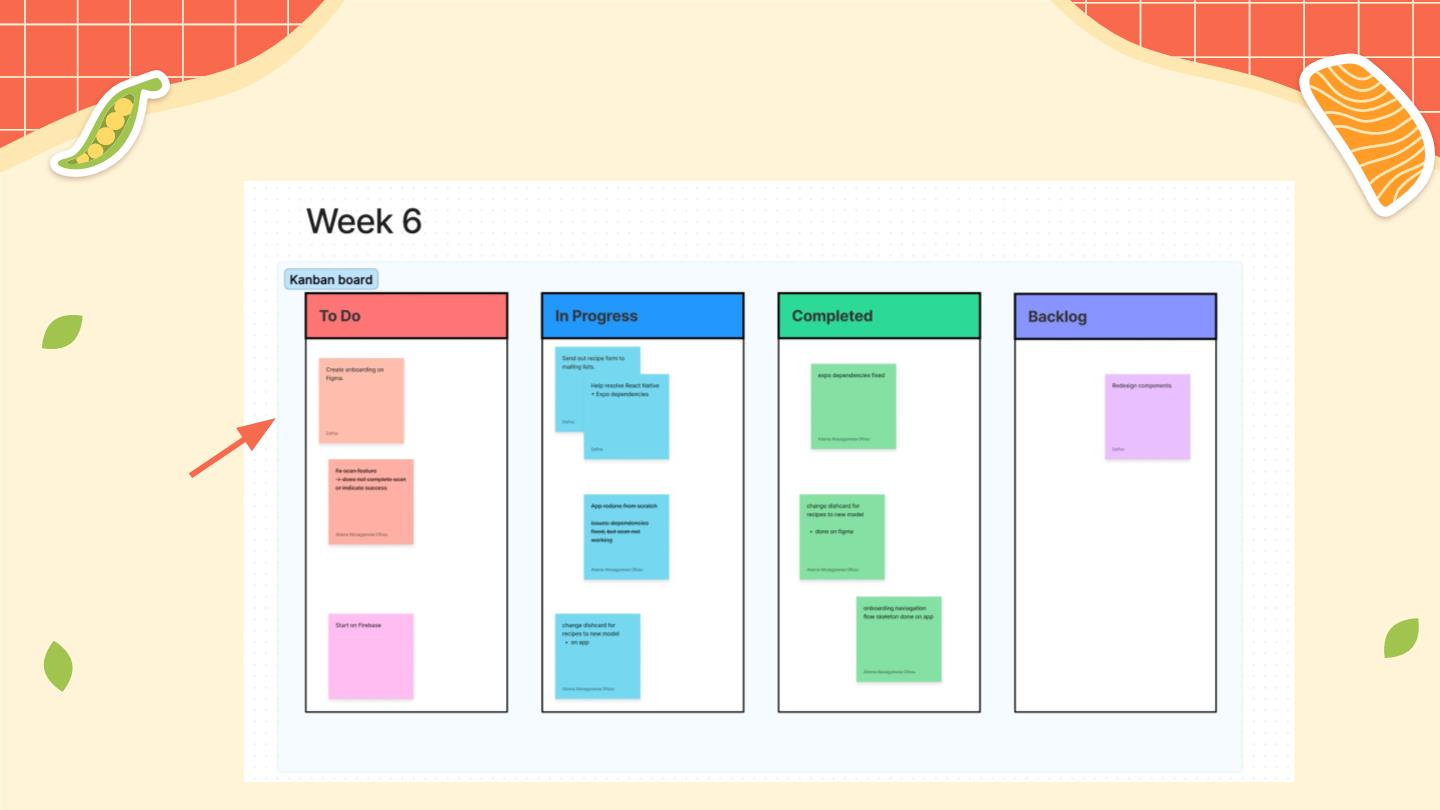 Week 6
Kanban board
To Do
Create onboarding on
Figma.
Fix scan feature
-> does not complete scan
or indicate success
Start on Firebase
In Progress
Send out recipe form to
mailing lists.
Help resolve React Native
+ Expo dependencies
App redone from scratch
issues: dependencies
fixed, but scan not
working
change dishcard for
recipes to new model
• on app
Completed
expo dependencies fixed
change dishcard for
recipes to new model
• done on figma
onboarding naviagation
flow skeleton done on app
Backlog
Redesign components